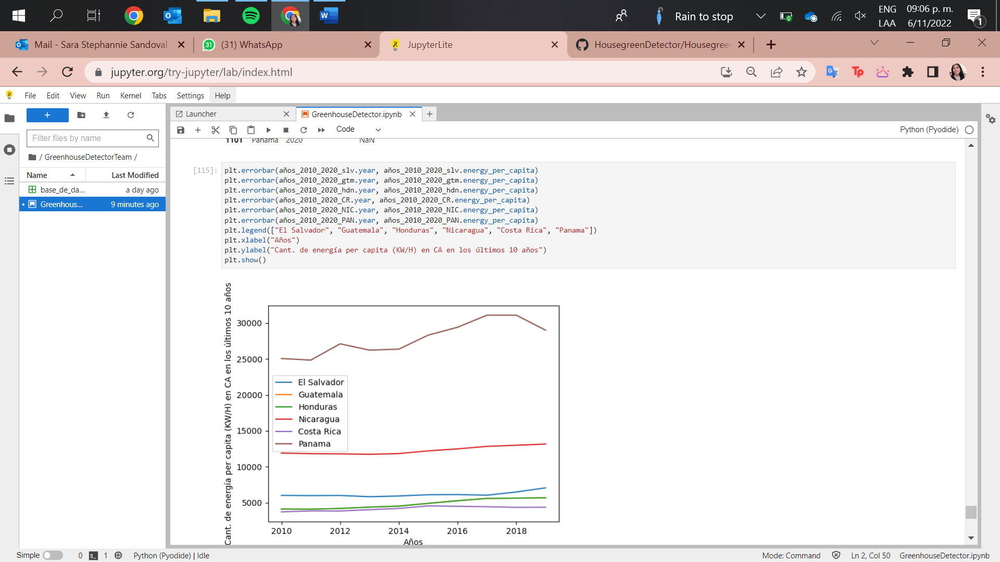 Rain to stop
ENG
LAA
09:06 p. m.
6/11/2022
1
Mail - Sara Stephannie Sandoval
31
(31) WhatsApp
JupyterLite
HousegreenDetector/Housegreen
jupyter.org/try-jupyter/lab/index.html
File Edit View Run Kernel Tabs Settings Help
Filter files by name
/ GreenhouseDetectorTeam /
Name Last Modified
base_de_da... a day ago
Greenhous... 9 minutes ago
Launcher
GreenhouseDetector.ipynb
Code
Python (Pyodide)
1101 Panama 2020 NaN
[115]:
plt.errorbar(años_2010_2020_slv.year, años_2010_2020_slv.energy_per_capita)
plt.errorbar(años_2010_2020_gtm.year, años_2010_2020_gtm.energy_per_capita)
plt.errorbar(años_2010_2020_hdn.year, años_2010_2020_hdn.energy_per_capita)
plt.errorbar(años_2010_2020_CR.year, años_2010_2020_CR.energy_per_capita)
plt.errorbar(años_2010_2020_NIC.year, años_2010_2020_NIC.energy_per_capita)
plt.errorbar(años_2010_2020_PAN.year, años_2010_2020_PAN.energy_per_capita)
plt.legend(["El Salvador", "Guatemala", "Honduras", "Nicaragua", "Costa Rica", "Panama"])
plt.xlabel("Años")
plt.ylabel("Cant. de energía per capita (KW/H) en CA en los últimos 10 años")
plt.show()
Cant. de energía per capita (KW/H) en CA en los últimos 10 años
30000
25000
20000
15000
10000
5000
El Salvador
Guatemala
Honduras
Nicaragua
Costa Rica
Panama
2010 2012 2014 2016 2018
Años
Simple 0 1 Python (Pyodide) | Idle
Mode: Command Ln 2, Col 50 GreenhouseDetector.ipynb